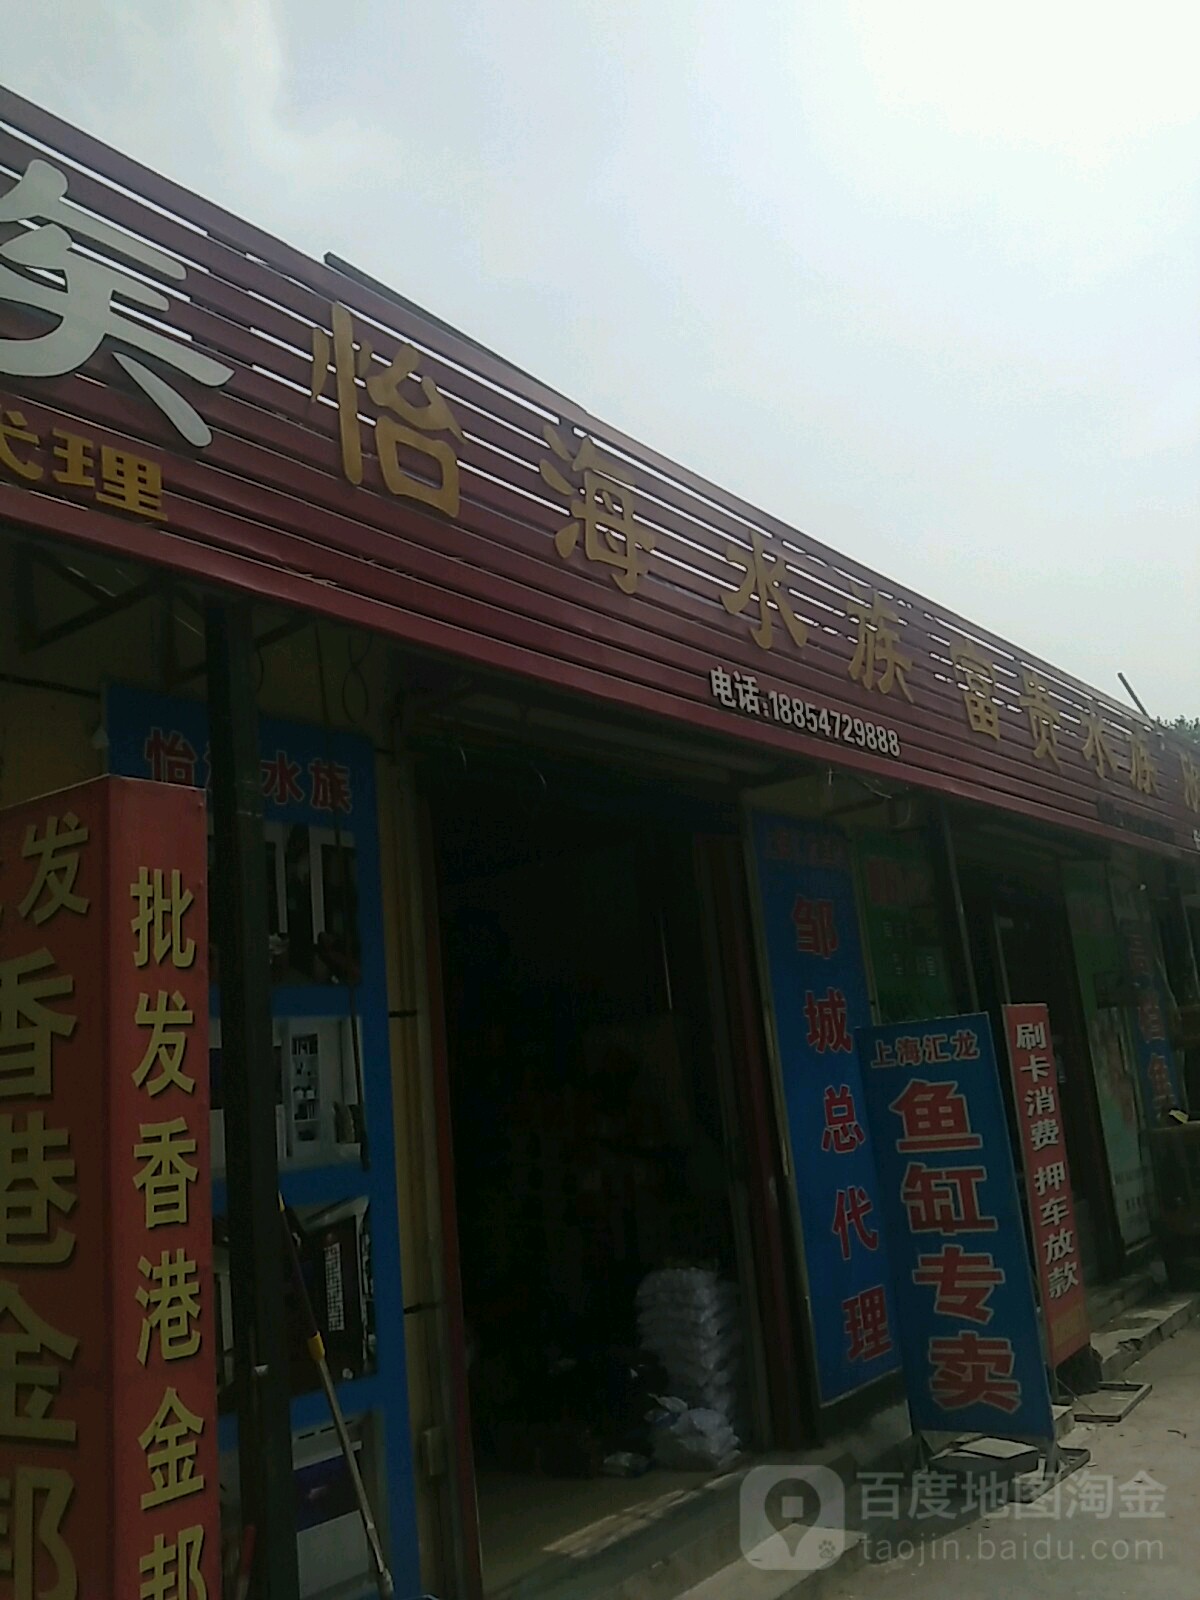 族
代理
怡海水族
富贵水族
电话:18854729888
怡海水族
批发香港金邦
发
香港金邦
邹城总代理
上海汇龙
鱼缸专卖
刷卡消费 押车放款
百度地图淘金
taojin.baidu.com